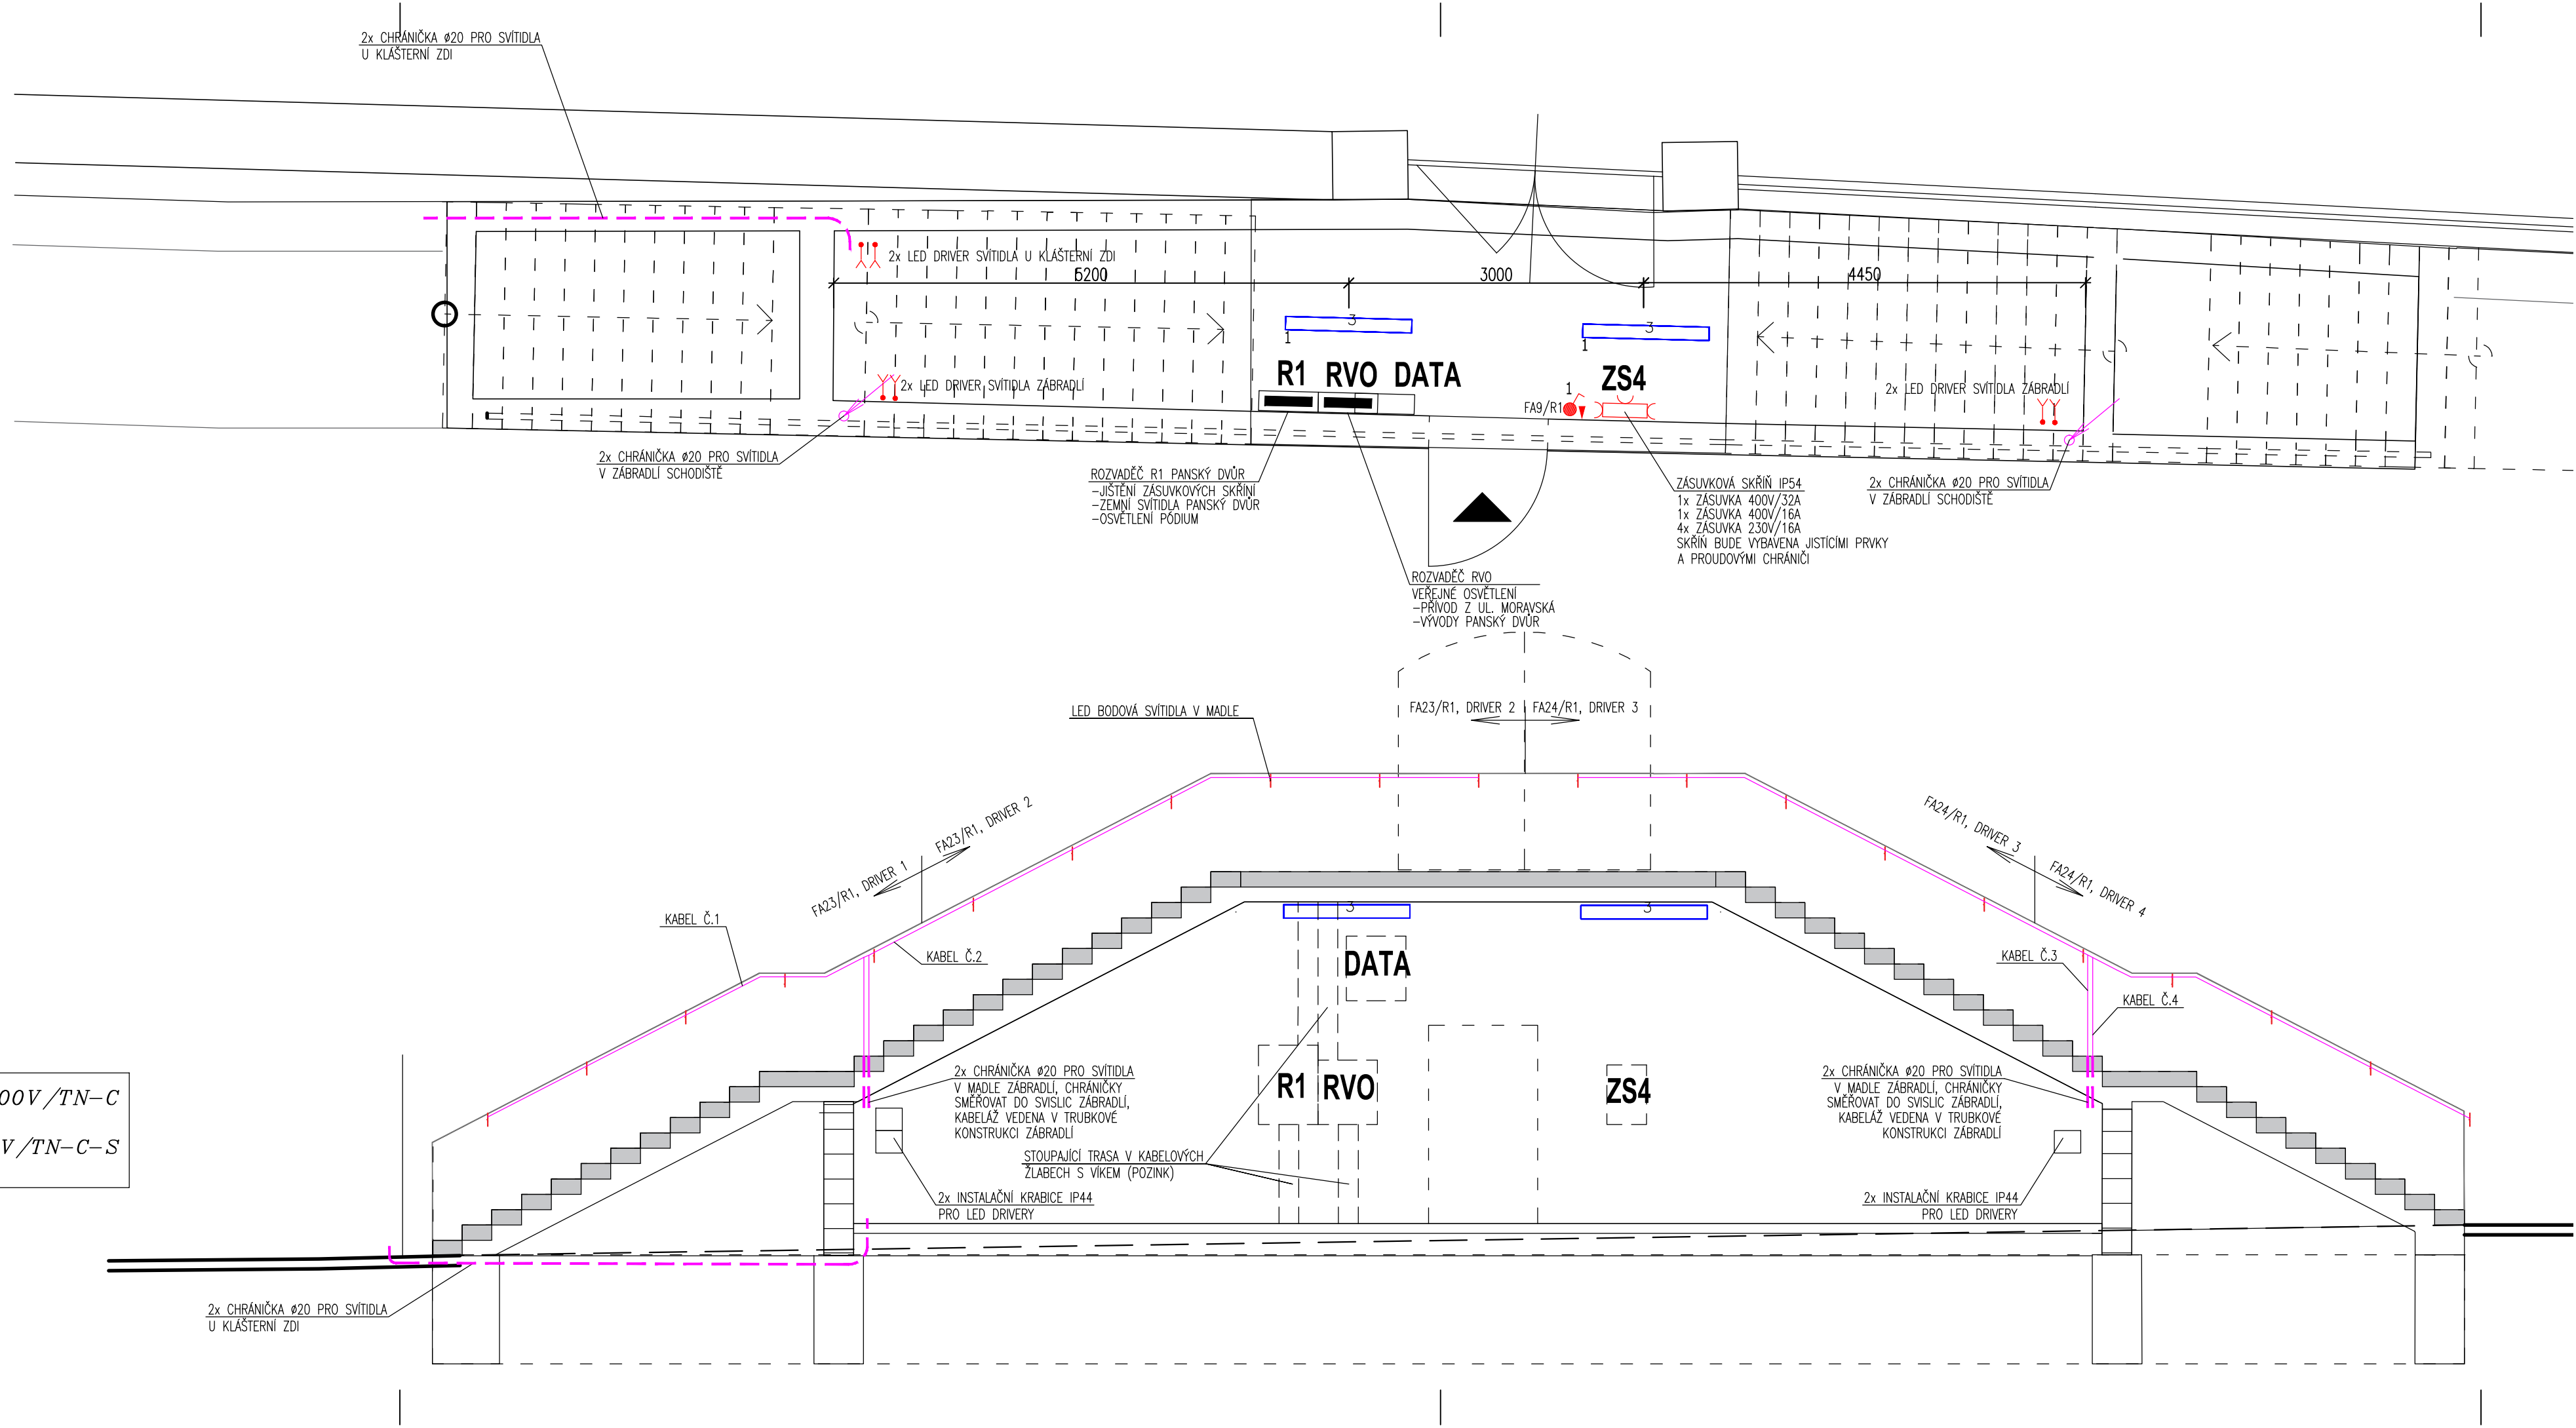 2x CHRÁNIČKA ø20 PRO SVÍTIDLA
U KLÁŠTERNÍ ZDI
2x LED DRIVER SVÍTIDLA U KLÁŠTERNÍ ZDI
5200
3000
4450
3
1
3
1
R1 RVO DATA
ZS4
1
FA9/R1
2x LED DRIVER SVÍTIDLA ZÁBRADLÍ
2x LED DRIVER SVÍTIDLA ZÁBRADLÍ
2x CHRÁNIČKA ø20 PRO SVÍTIDLA
V ZÁBRADLÍ SCHODIŠTĚ
ROZVADĚČ R1 PANSKÝ DVŮR
-JIŠTĚNÍ ZÁSUVKOVÝCH SKŘÍNÍ
-ZEMNÍ SVÍTIDLA PANSKÝ DVŮR
-OSVĚTLENÍ PÓDIUM
ZÁSUVKOVÁ SKŘÍŇ IP54
1x ZÁSUVKA 400V/32A
1x ZÁSUVKA 400V/16A
4x ZÁSUVKA 230V/16A
SKŘÍŇ BUDE VYBAVENA JISTÍCÍMI PRVKY
A PROUDOVÝMI CHRÁNIČI
2x CHRÁNIČKA ø20 PRO SVÍTIDLA
V ZÁBRADLÍ SCHODIŠTĚ
ROZVADĚČ RVO
VEŘEJNÉ OSVĚTLENÍ
-PŘÍVOD Z UL. MORAVSKÁ
-VÝVODY PANSKÝ DVŮR
LED BODOVÁ SVÍTIDLA V MADLE
FA23/R1, DRIVER 2
FA24/R1, DRIVER 3
FA23/R1, DRIVER 1
FA23/R1, DRIVER 2
FA24/R1, DRIVER 3
FA24/R1, DRIVER 4
KABEL Č.1
KABEL Č.2
KABEL Č.3
KABEL Č.4
3
3
DATA
R1
RVO
ZS4
2x CHRÁNIČKA ø20 PRO SVÍTIDLA
V MADLE ZÁBRADLÍ, CHRÁNIČKY
SMĚŘOVAT DO SVISLIC ZÁBRADLÍ,
KABELÁŽ VEDENA V TRUBKOVÉ
KONSTRUKCI ZÁBRADLÍ
2x CHRÁNIČKA ø20 PRO SVÍTIDLA
V MADLE ZÁBRADLÍ, CHRÁNIČKY
SMĚŘOVAT DO SVISLIC ZÁBRADLÍ,
KABELÁŽ VEDENA V TRUBKOVÉ
KONSTRUKCI ZÁBRADLÍ
00V/TN-C
V/TN-C-S
STOUPAJÍCÍ TRASA V KABELOVÝCH
ŽLABECH S VÍKEM (POZINK)
2x INSTALAČNÍ KRABICE IP44
PRO LED DRIVERY
2x INSTALAČNÍ KRABICE IP44
PRO LED DRIVERY
2x CHRÁNIČKA ø20 PRO SVÍTIDLA
U KLÁŠTERNÍ ZDI